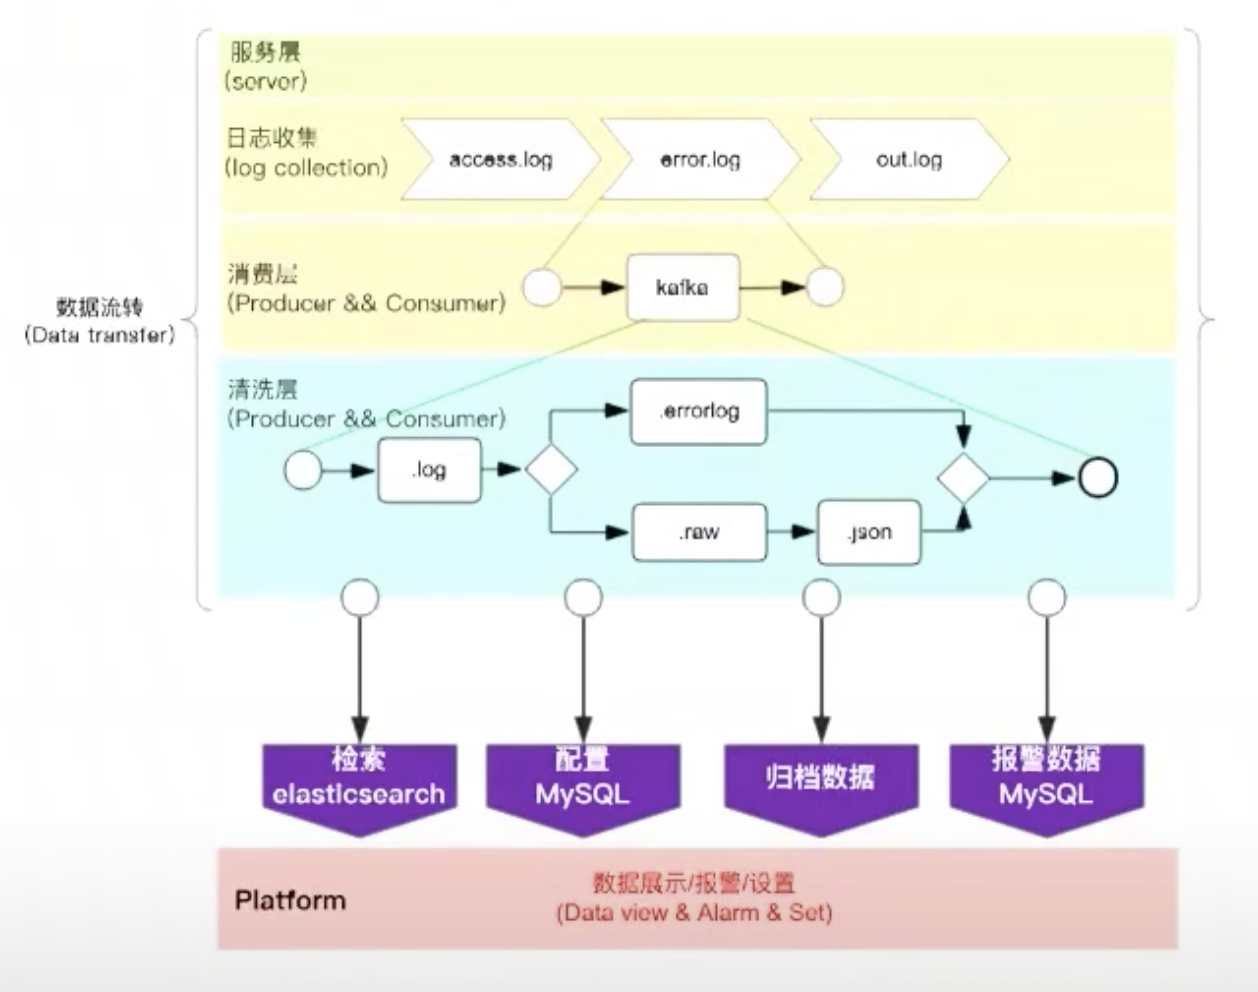 服务层
(server)
日志收集
(log collection)
access.log
error.log
out.log
消费层
(Producer && Consumer)
kafka
数据流转
(Data transfer)
清洗层
(Producer && Consumer)
.errorlog
.log
.raw
.json
检索
elasticsearch
配置
MySQL
归档数据
报警数据
MySQL
Platform
数据展示/报警/设置
(Data view & Alarm & Set)